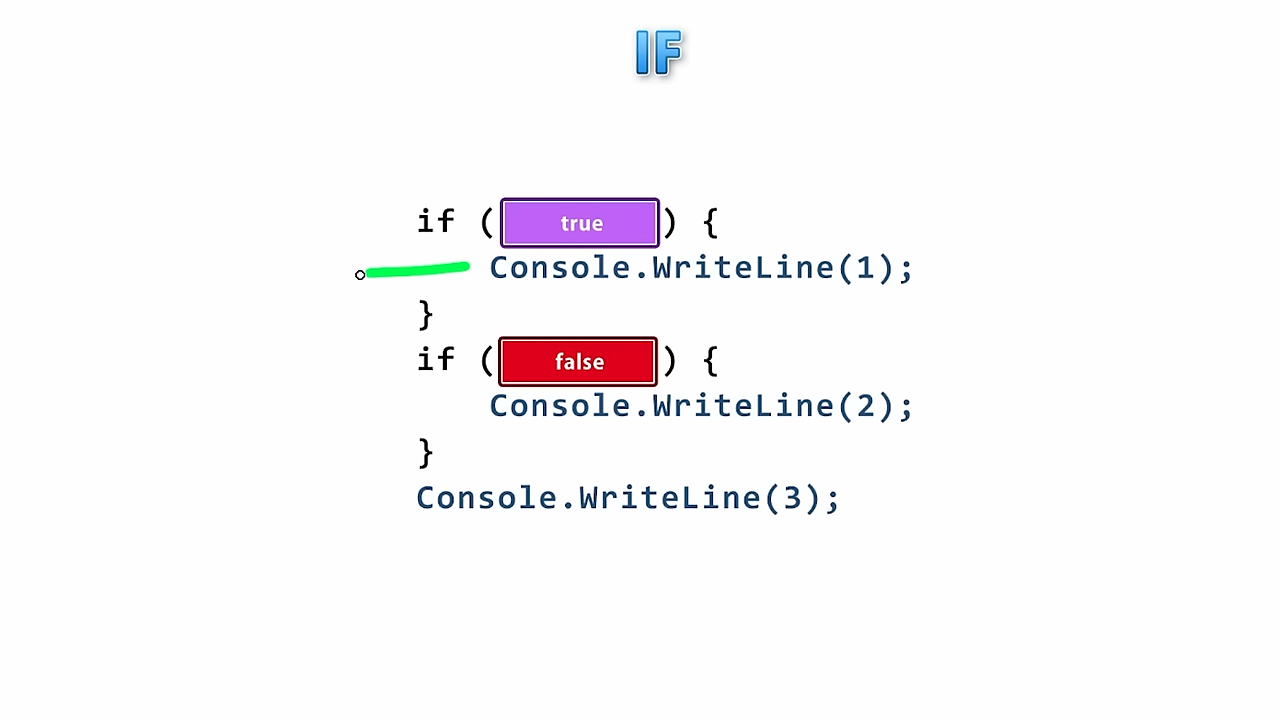 IF
if (true) {
    Console.WriteLine(1);
}
if (false) {
    Console.WriteLine(2);
}
Console.WriteLine(3);